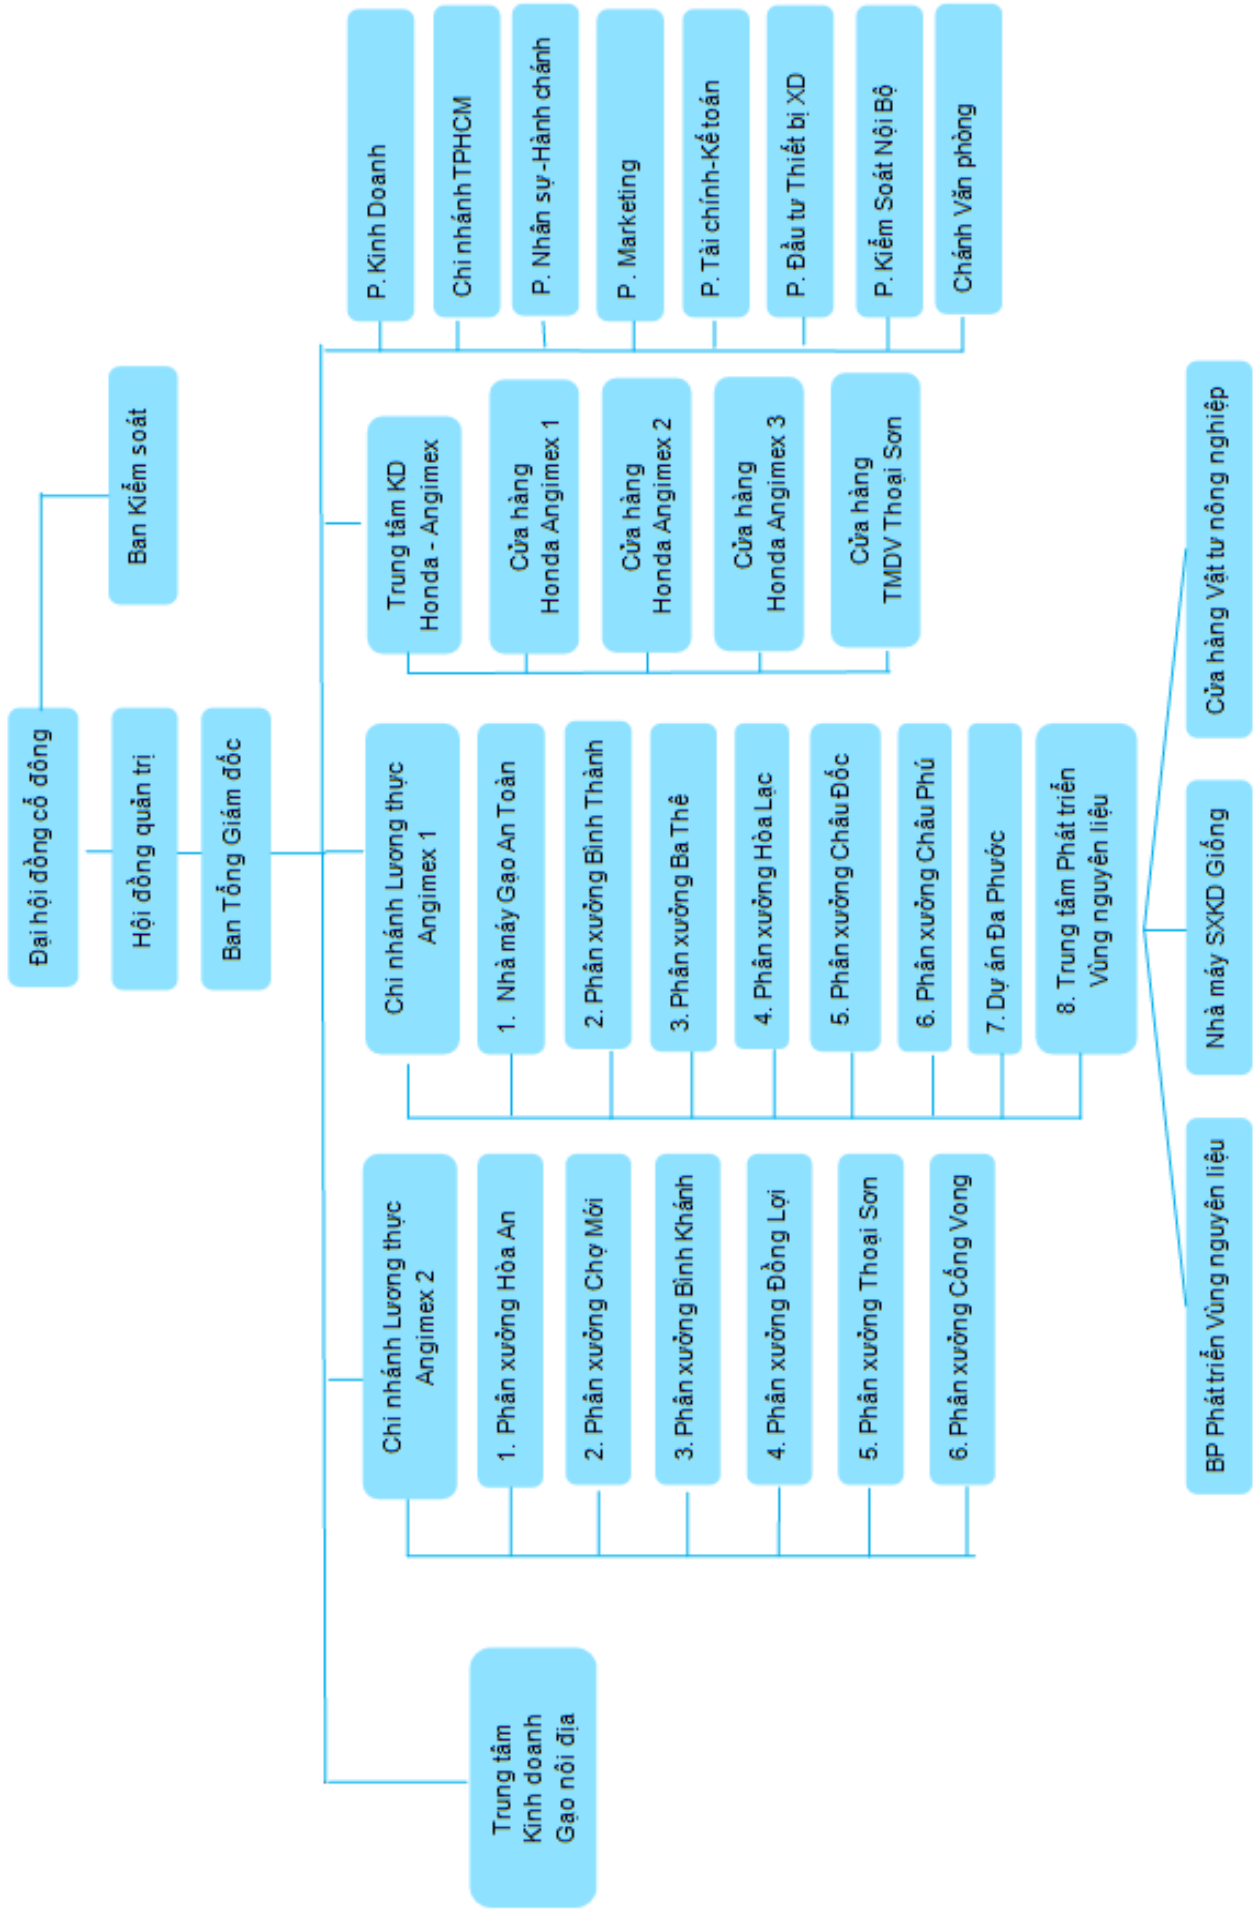 Đại hội đồng cổ đông
Ban Kiểm soát
Hội đồng quản trị
Ban Tổng Giám đốc
Trung tâm
Kinh doanh
Gạo nôi địa
Chi nhánh Lương thực
Angimex 2
1. Phân xưởng Hòa An
2. Phân xưởng Chợ Mới
3. Phân xưởng Bình Khánh
4. Phân xưởng Đồng Lợi
5. Phân xưởng Thoại Sơn
6. Phân xưởng Cống Vong
Chi nhánh Lương thực
Angimex 1
1. Nhà máy Gạo An Toàn
2. Phân xưởng Bình Thành
3. Phân xưởng Ba Thê
4. Phân xưởng Hòa Lạc
5. Phân xưởng Châu Đốc
6. Phân xưởng Châu Phú
7. Dự án Đa Phước
8. Trung tâm Phát triển
Vùng nguyên liệu
BP Phát triển Vùng nguyên liệu
Nhà máy SXKD Giống
Cửa hàng Vật tư nông nghiệp
Trung tâm KD
Honda - Angimex
Cửa hàng
Honda Angimex 1
Cửa hàng
Honda Angimex 2
Cửa hàng
Honda Angimex 3
Cửa hàng
TMDV Thoại Sơn
P. Kinh Doanh
Chi nhánh TPHCM
P. Nhân sự -Hành chánh
P. Marketing
P. Tài chính-Kế toán
P. Đầu tư Thiết bị XD
P. Kiểm Soát Nội Bộ
Chánh Văn phòng